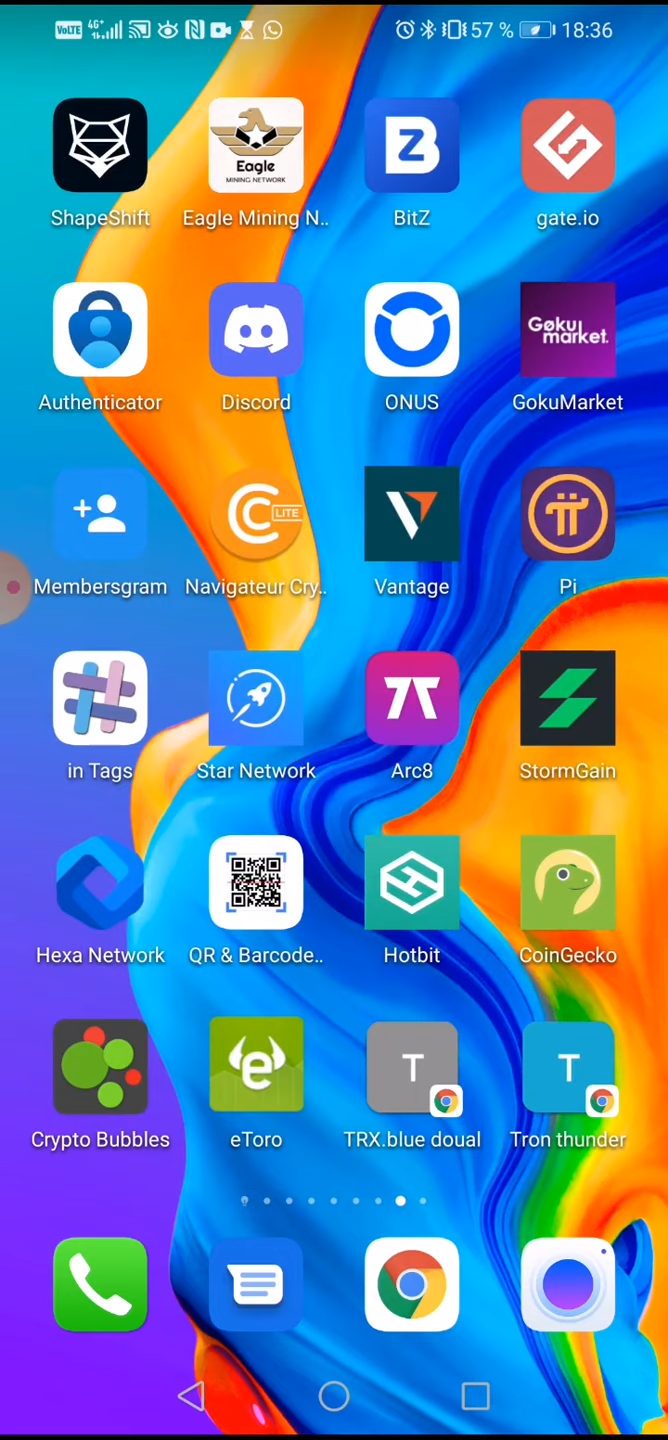 VoLTE 4G+ 57 % 18:36
Eagle
MINING NETWORK
ShapeShift Eagle Mining N.. BitZ gate.io
Goku
market.
Authenticator Discord ONUS GokuMarket
LITE
Membersgram Navigateur Cry.. Vantage Pi
in Tags Star Network Arc8 StormGain
Hexa Network QR & Barcode.. Hotbit CoinGecko
e T T
Crypto Bubbles eToro TRX.blue doual Tron thunder